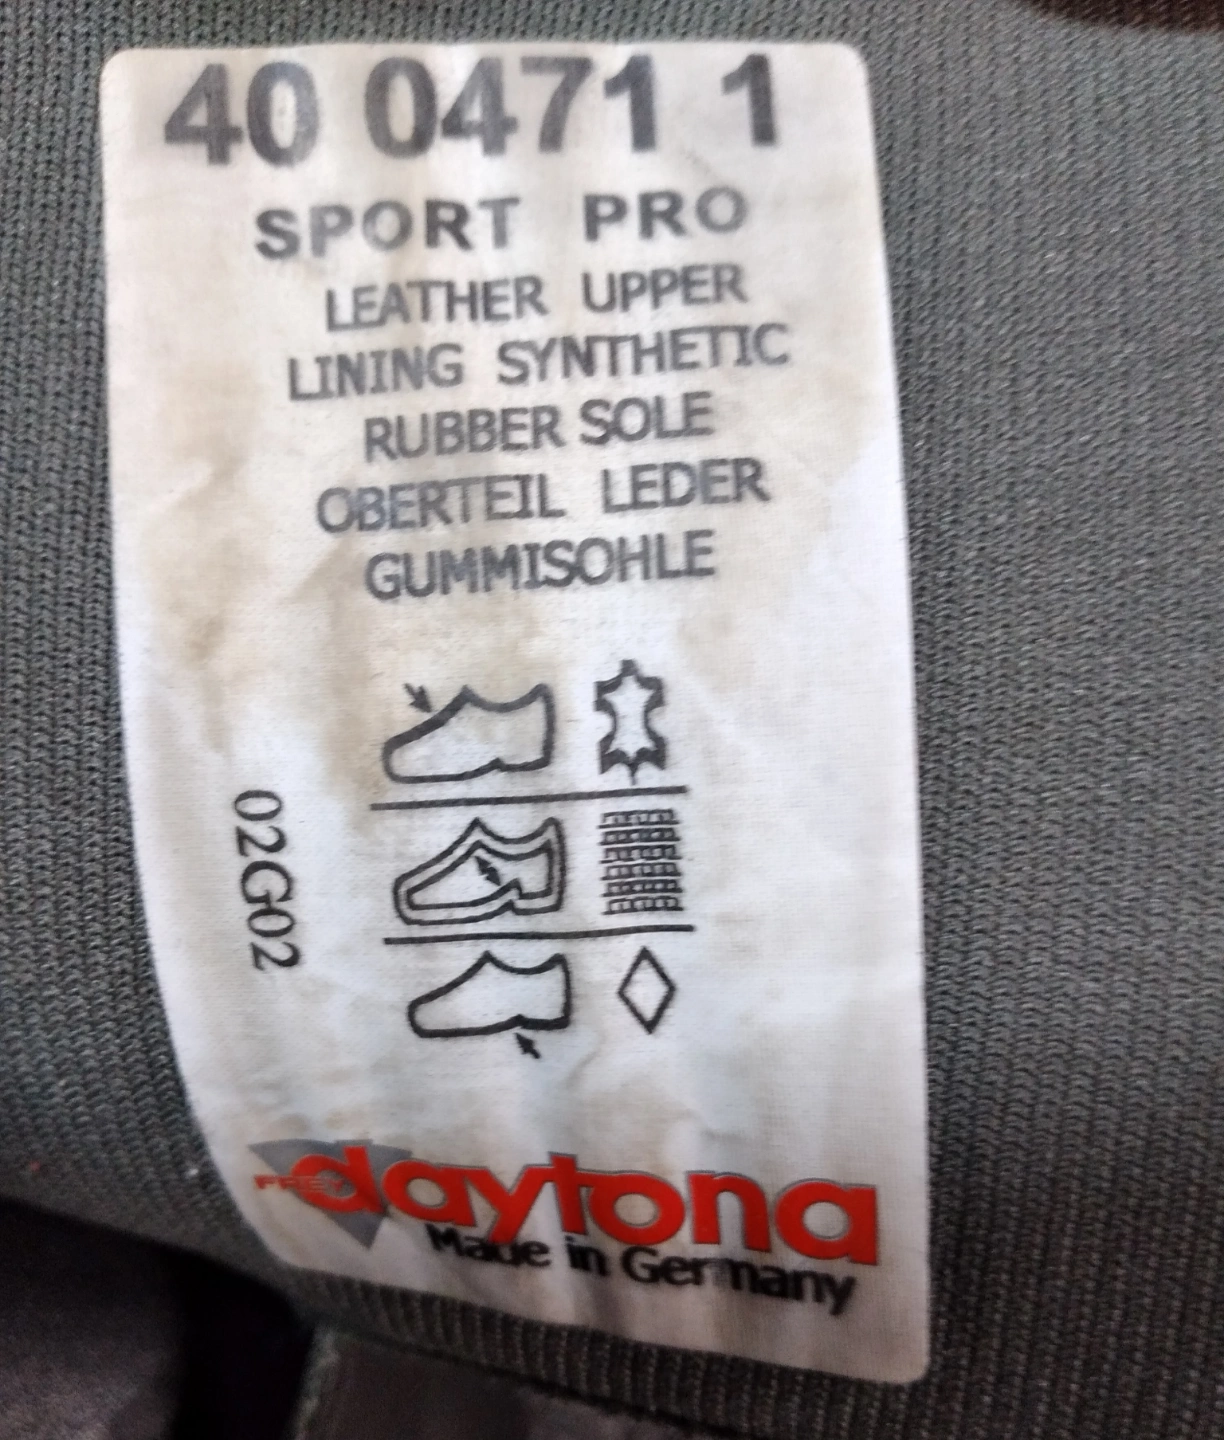 40 0471 1
SPORT PRO
LEATHER UPPER
LINING SYNTHETIC
RUBBER SOLE
OBERTEIL LEDER
GUMMISOHLE
02G02
FREY daytona
Made in Germany